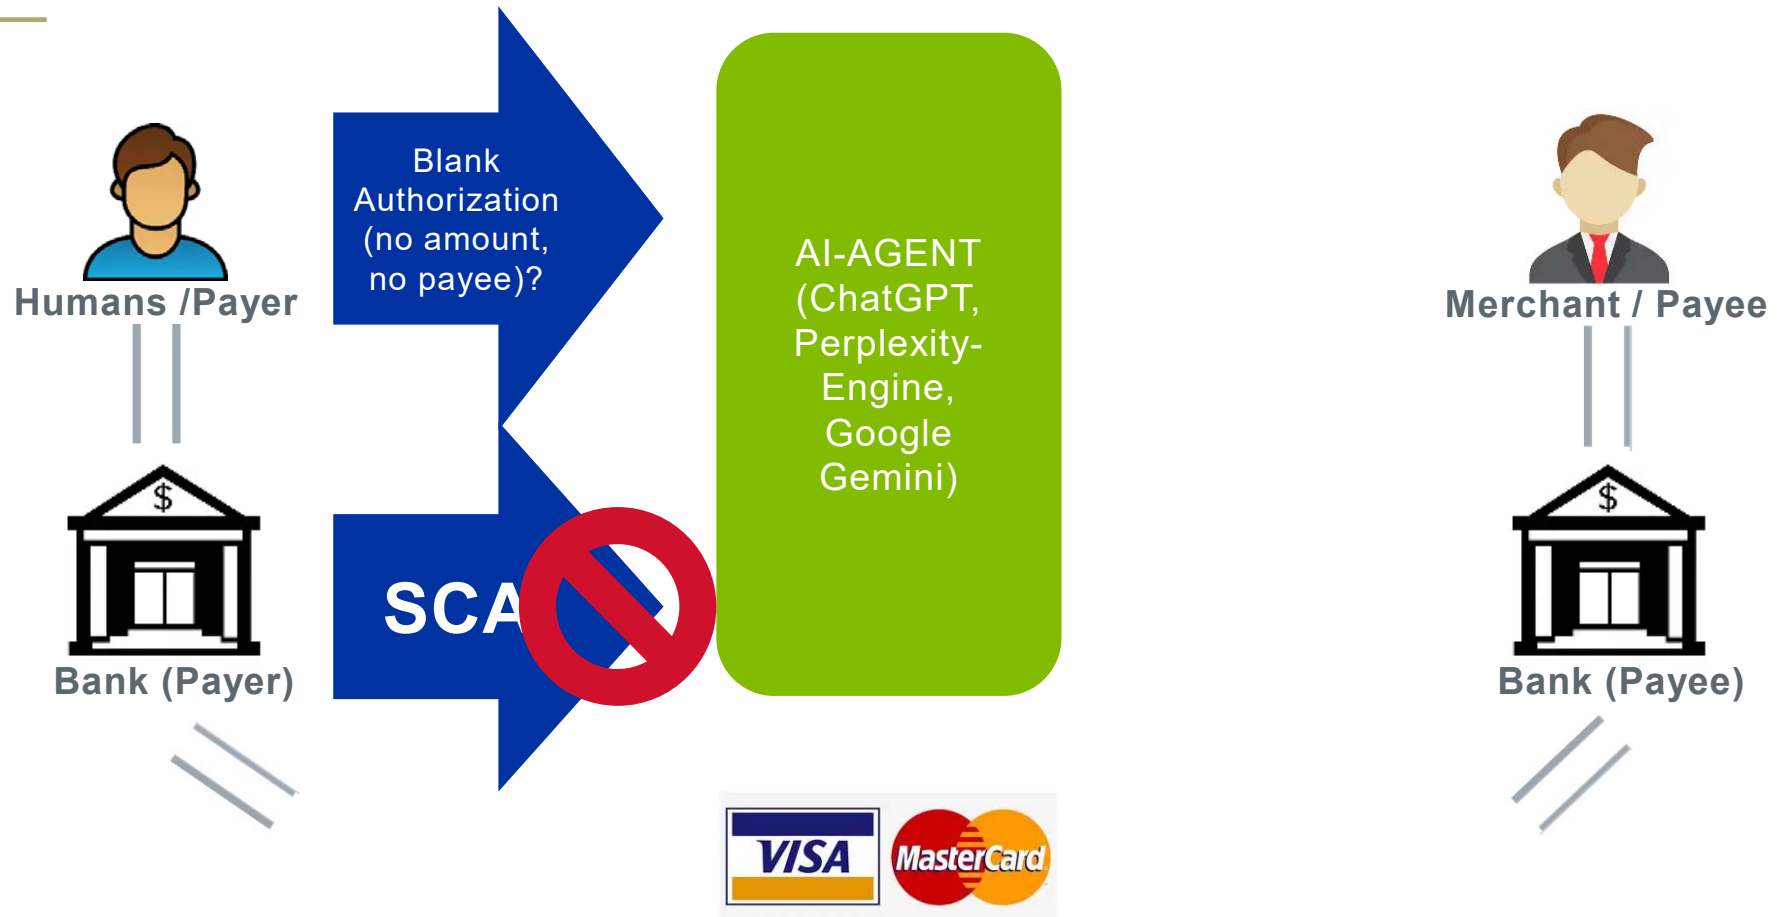 Blank
Authorization
(no amount,
no payee)?
Humans /Payer
AI-AGENT
(ChatGPT,
Perplexity-
Engine,
Google
Gemini)
Merchant / Payee
$
Bank (Payer)
SCA
$
Bank (Payee)
VISA
MasterCard